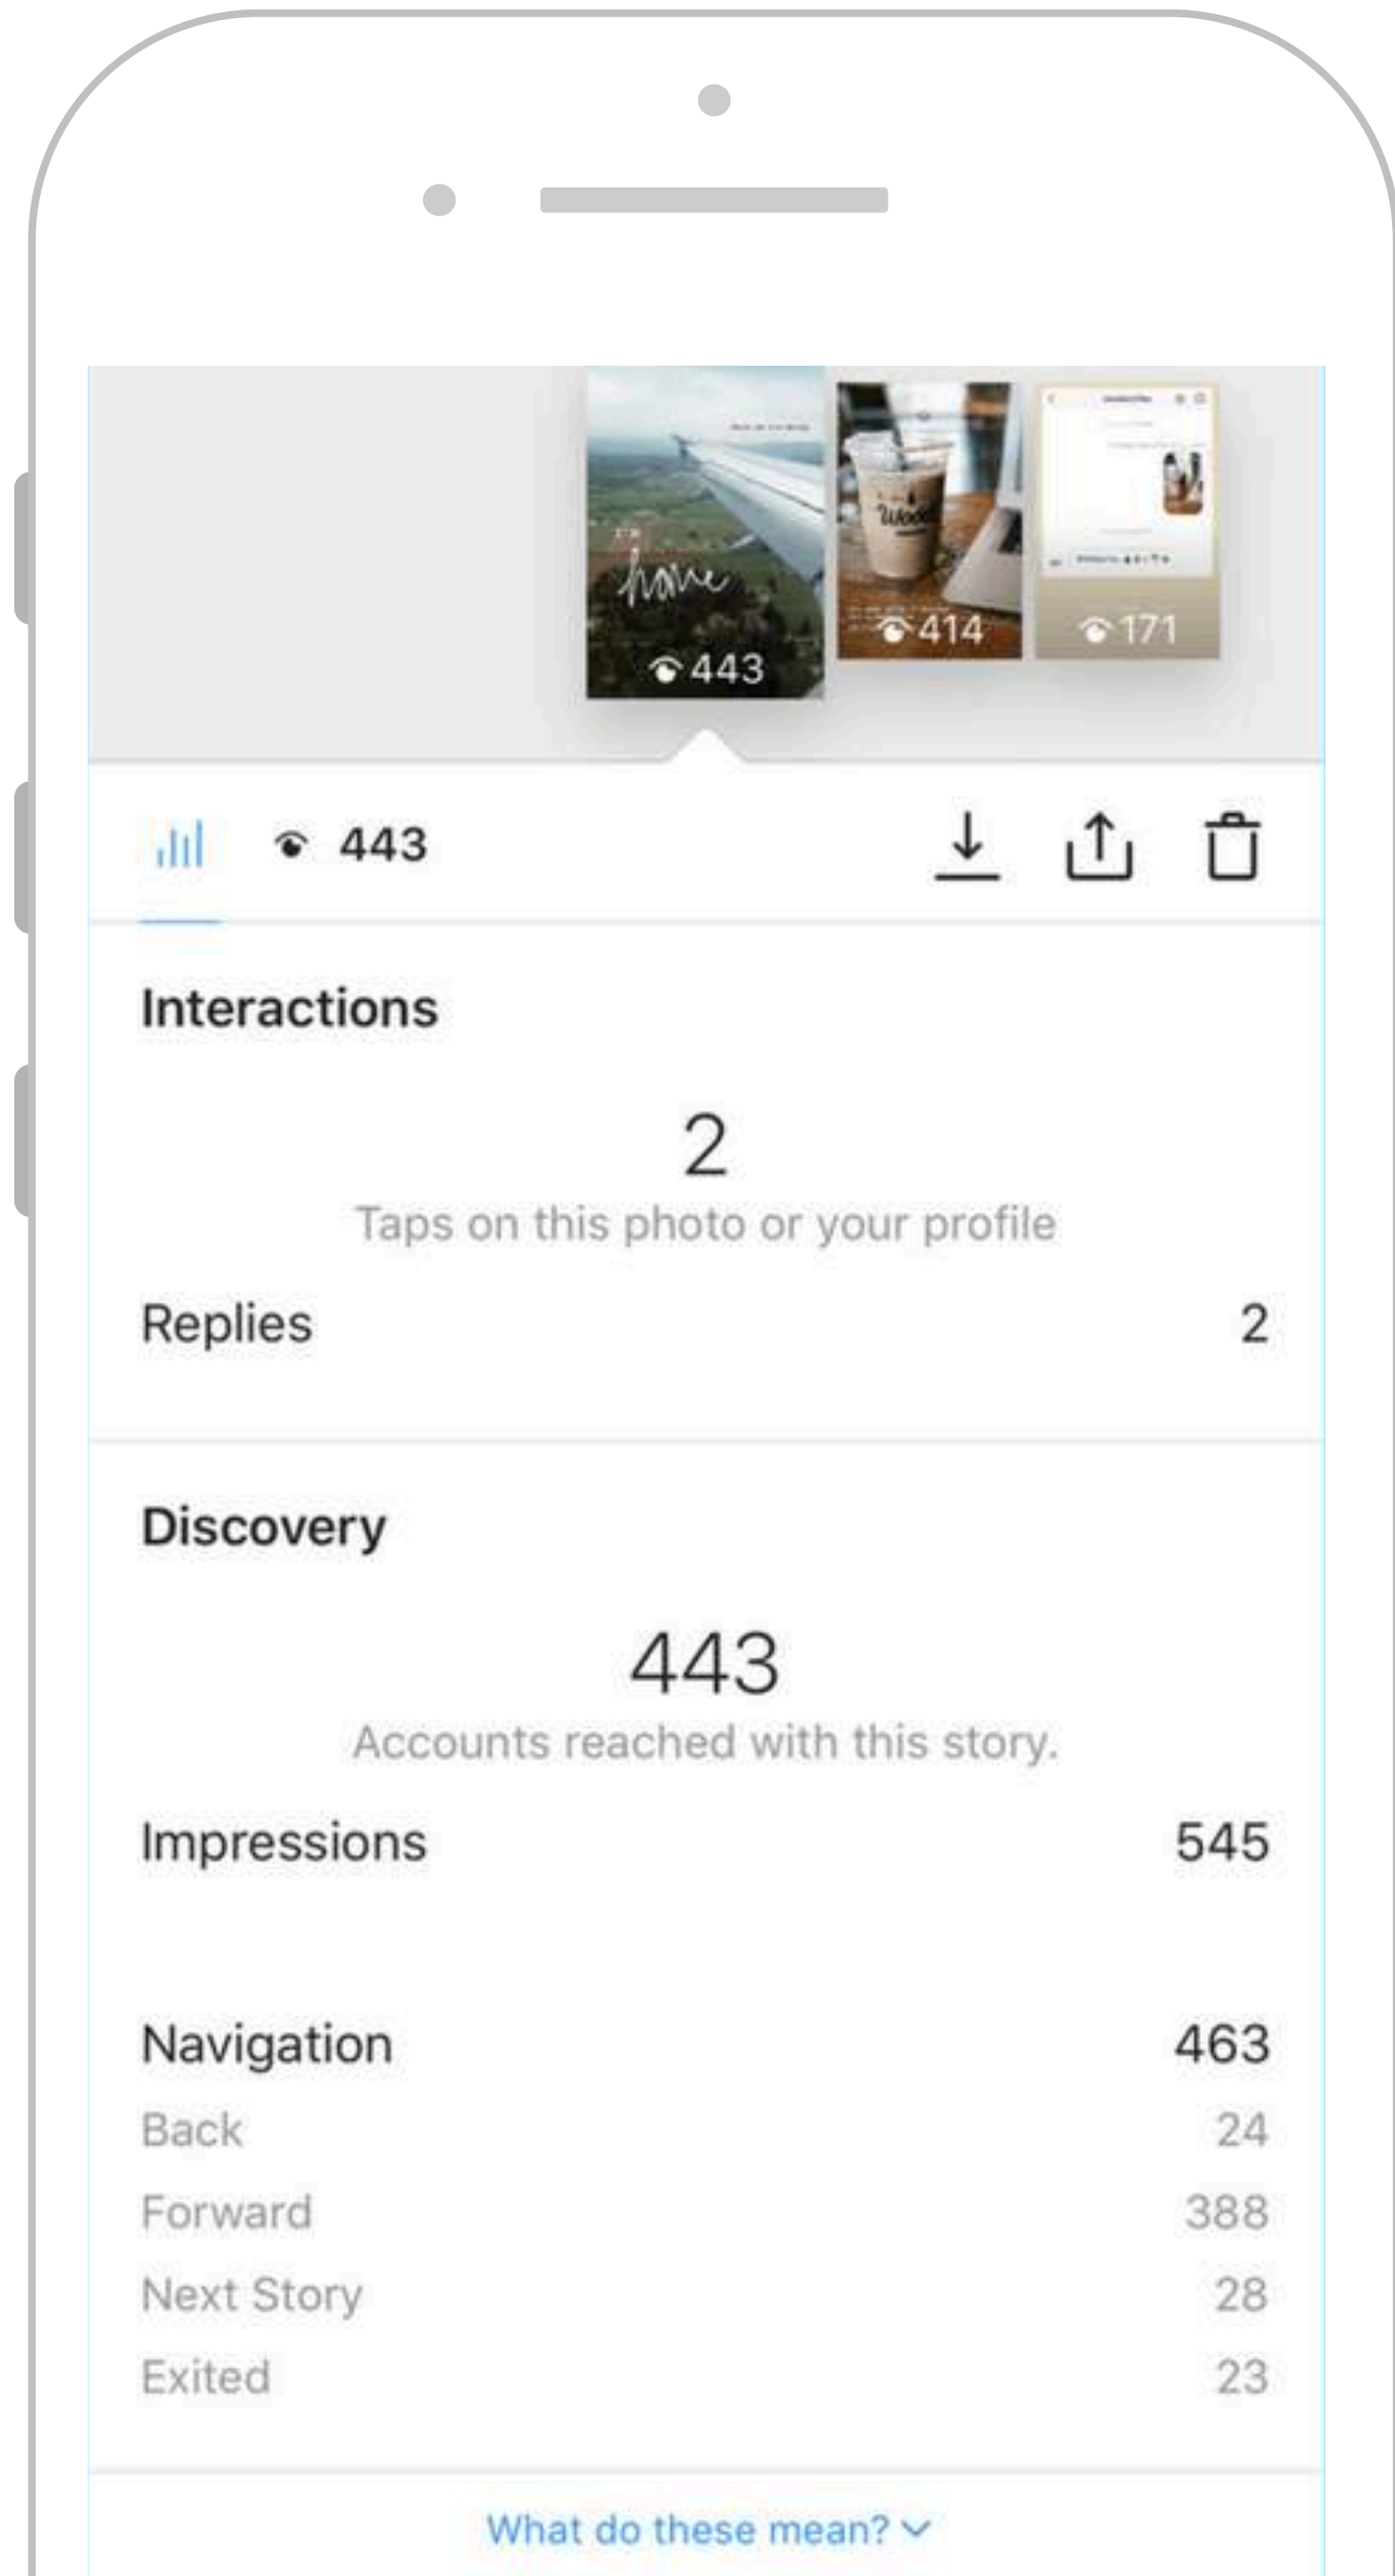 home
443
414
171
443
Interactions
2
Taps on this photo or your profile
Replies 2
Discovery
443
Accounts reached with this story.
Impressions 545
Navigation 463
Back 24
Forward 388
Next Story 28
Exited 23
What do these mean?